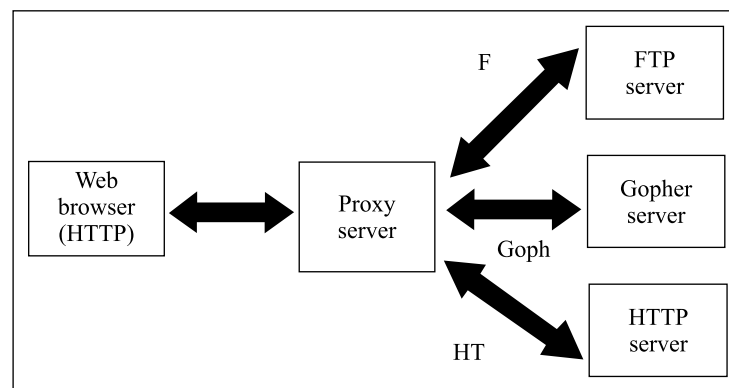 Web
browser
(HTTP)
Proxy
server
F
FTP
server
Gopher
server
Goph
HTTP
server
HT